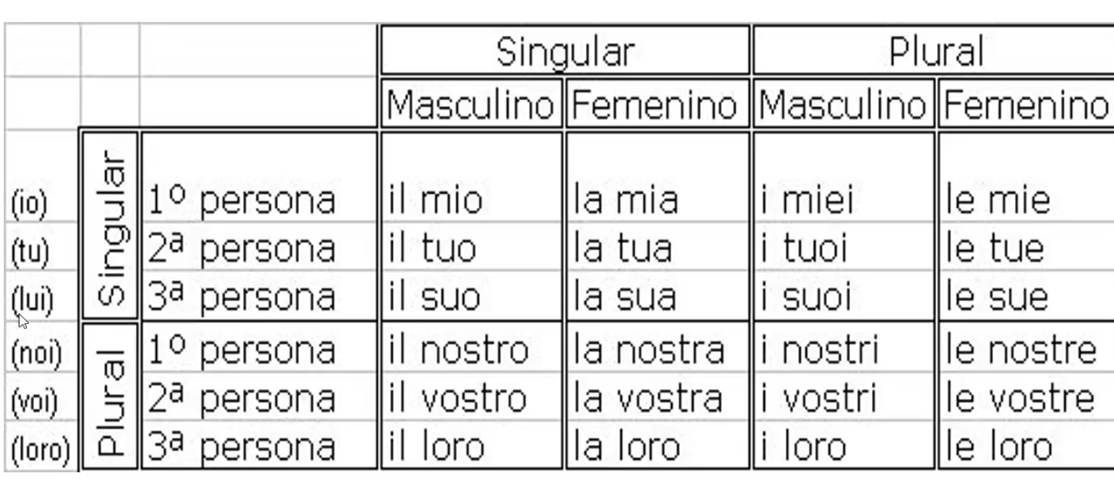 Singular Plural
Masculino Femenino Masculino Femenino
Singular
(io) 1º persona il mio la mia i miei le mie
(tu) 2ª persona il tuo la tua i tuoi le tue
(lui) 3ª persona il suo la sua i suoi le sue
Plural
(noi) 1º persona il nostro la nostra i nostri le nostre
(voi) 2ª persona il vostro la vostra i vostri le vostre
(loro) 3ª persona il loro la loro i loro le loro